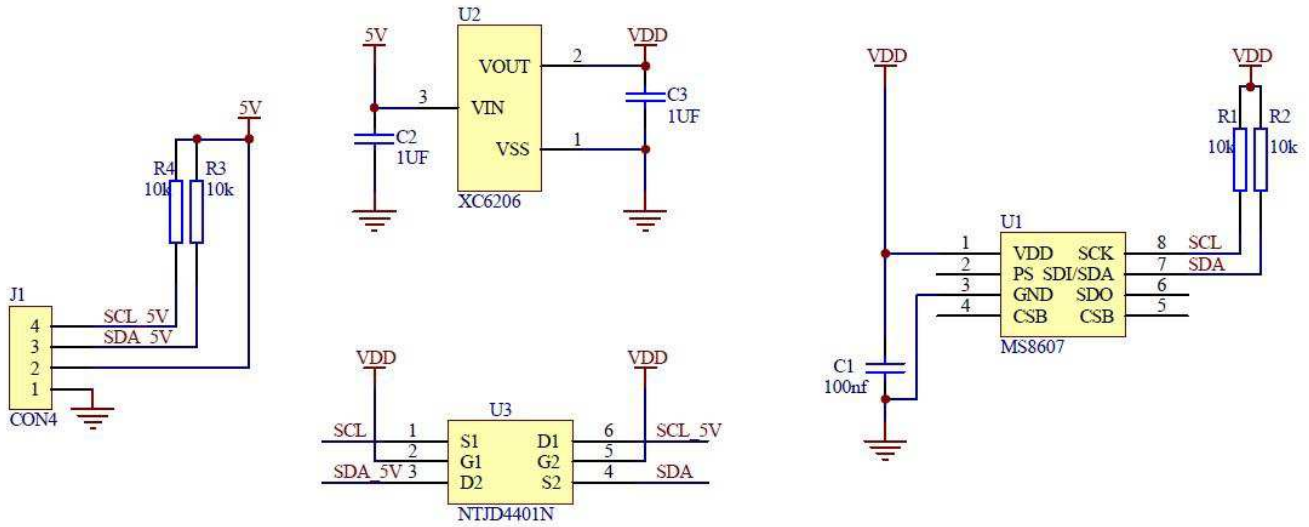 5V
R4
R3
10k
10k
J1
4
SCL_5V
3
SDA_5V
2
1
CON4
U2
5V
VDD
VOUT
2
3
VIN
C3
1UF
C2
1UF
VSS
1
XC6206
VDD
VDD
U3
SCL
1
S1
D1
6
SCL_5V
2
G1
G2
5
SDA_5V
3
D2
S2
4
SDA
NTJD4401N
VDD
VDD
R1
R2
10k
10k
U1
1
VDD
SCK
8
SCL
2
PS
SDI/SDA
7
SDA
3
GND
SDO
6
4
CSB
CSB
5
MS8607
C1
100nf